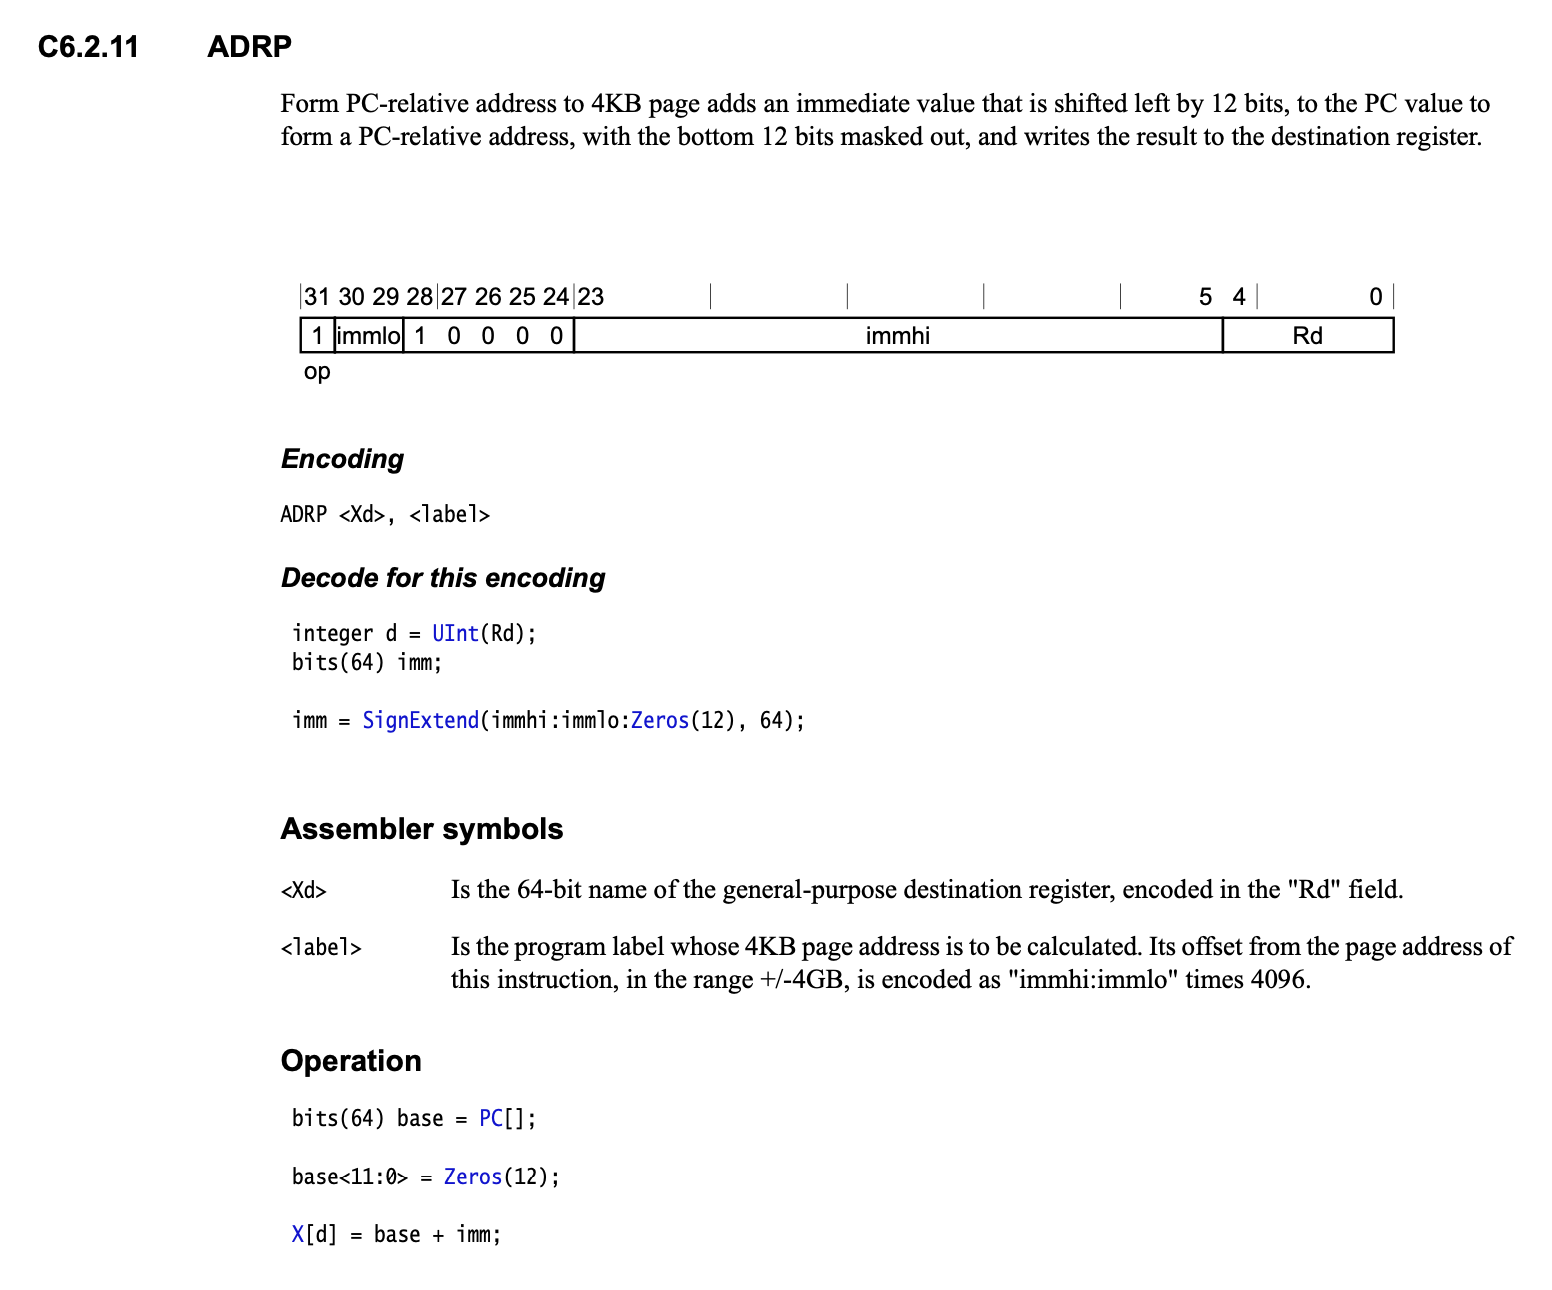 C6.2.11 ADRP
Form PC-relative address to 4KB page adds an immediate value that is shifted left by 12 bits, to the PC value to
form a PC-relative address, with the bottom 12 bits masked out, and writes the result to the destination register.
31 30 29 28 27 26 25 24 23 5 4 0
1 immlo 1 0 0 0 0 immhi Rd
op
Encoding
ADRP <Xd>, <label>
Decode for this encoding
integer d = UInt(Rd);
bits(64) imm;
imm = SignExtend(immhi:immlo:Zeros(12), 64);
Assembler symbols
<Xd> Is the 64-bit name of the general-purpose destination register, encoded in the "Rd" field.
<label> Is the program label whose 4KB page address is to be calculated. Its offset from the page address of
this instruction, in the range +/-4GB, is encoded as "immhi:immlo" times 4096.
Operation
bits(64) base = PC[];
base<11:0> = Zeros(12);
X[d] = base + imm;